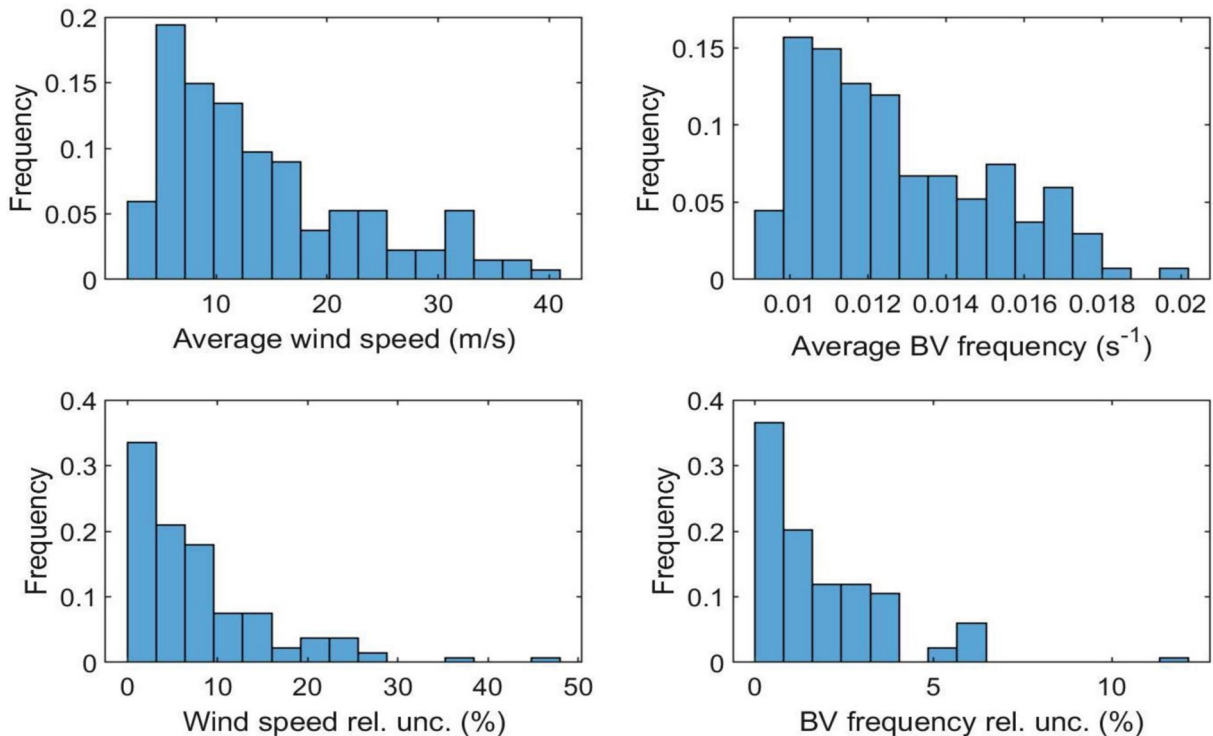 0.2
0.15
0.1
0.05
0
Frequency
10 20 30 40
Average wind speed (m/s)
0.15
0.1
0.05
0
Frequency
0.01 0.012 0.014 0.016 0.018 0.02
Average BV frequency (s⁻¹)
0.4
0.3
0.2
0.1
0
Frequency
0 10 20 30 40 50
Wind speed rel. unc. (%)
0.4
0.3
0.2
0.1
0
Frequency
0 5 10
BV frequency rel. unc. (%)